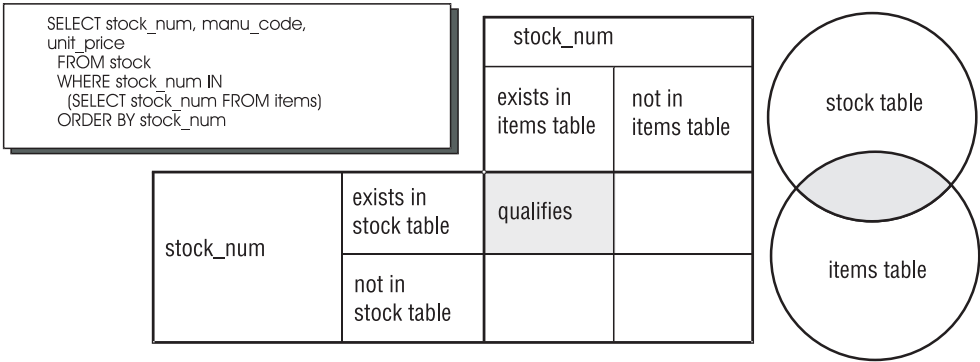 SELECT stock_num, manu_code,
unit_price
FROM stock
WHERE stock_num IN
(SELECT stock_num FROM items)
ORDER BY stock_num
stock_num
exists in
items table
not in
items table
stock_num
exists in
stock table
qualifies
not in
stock table
stock table
items table